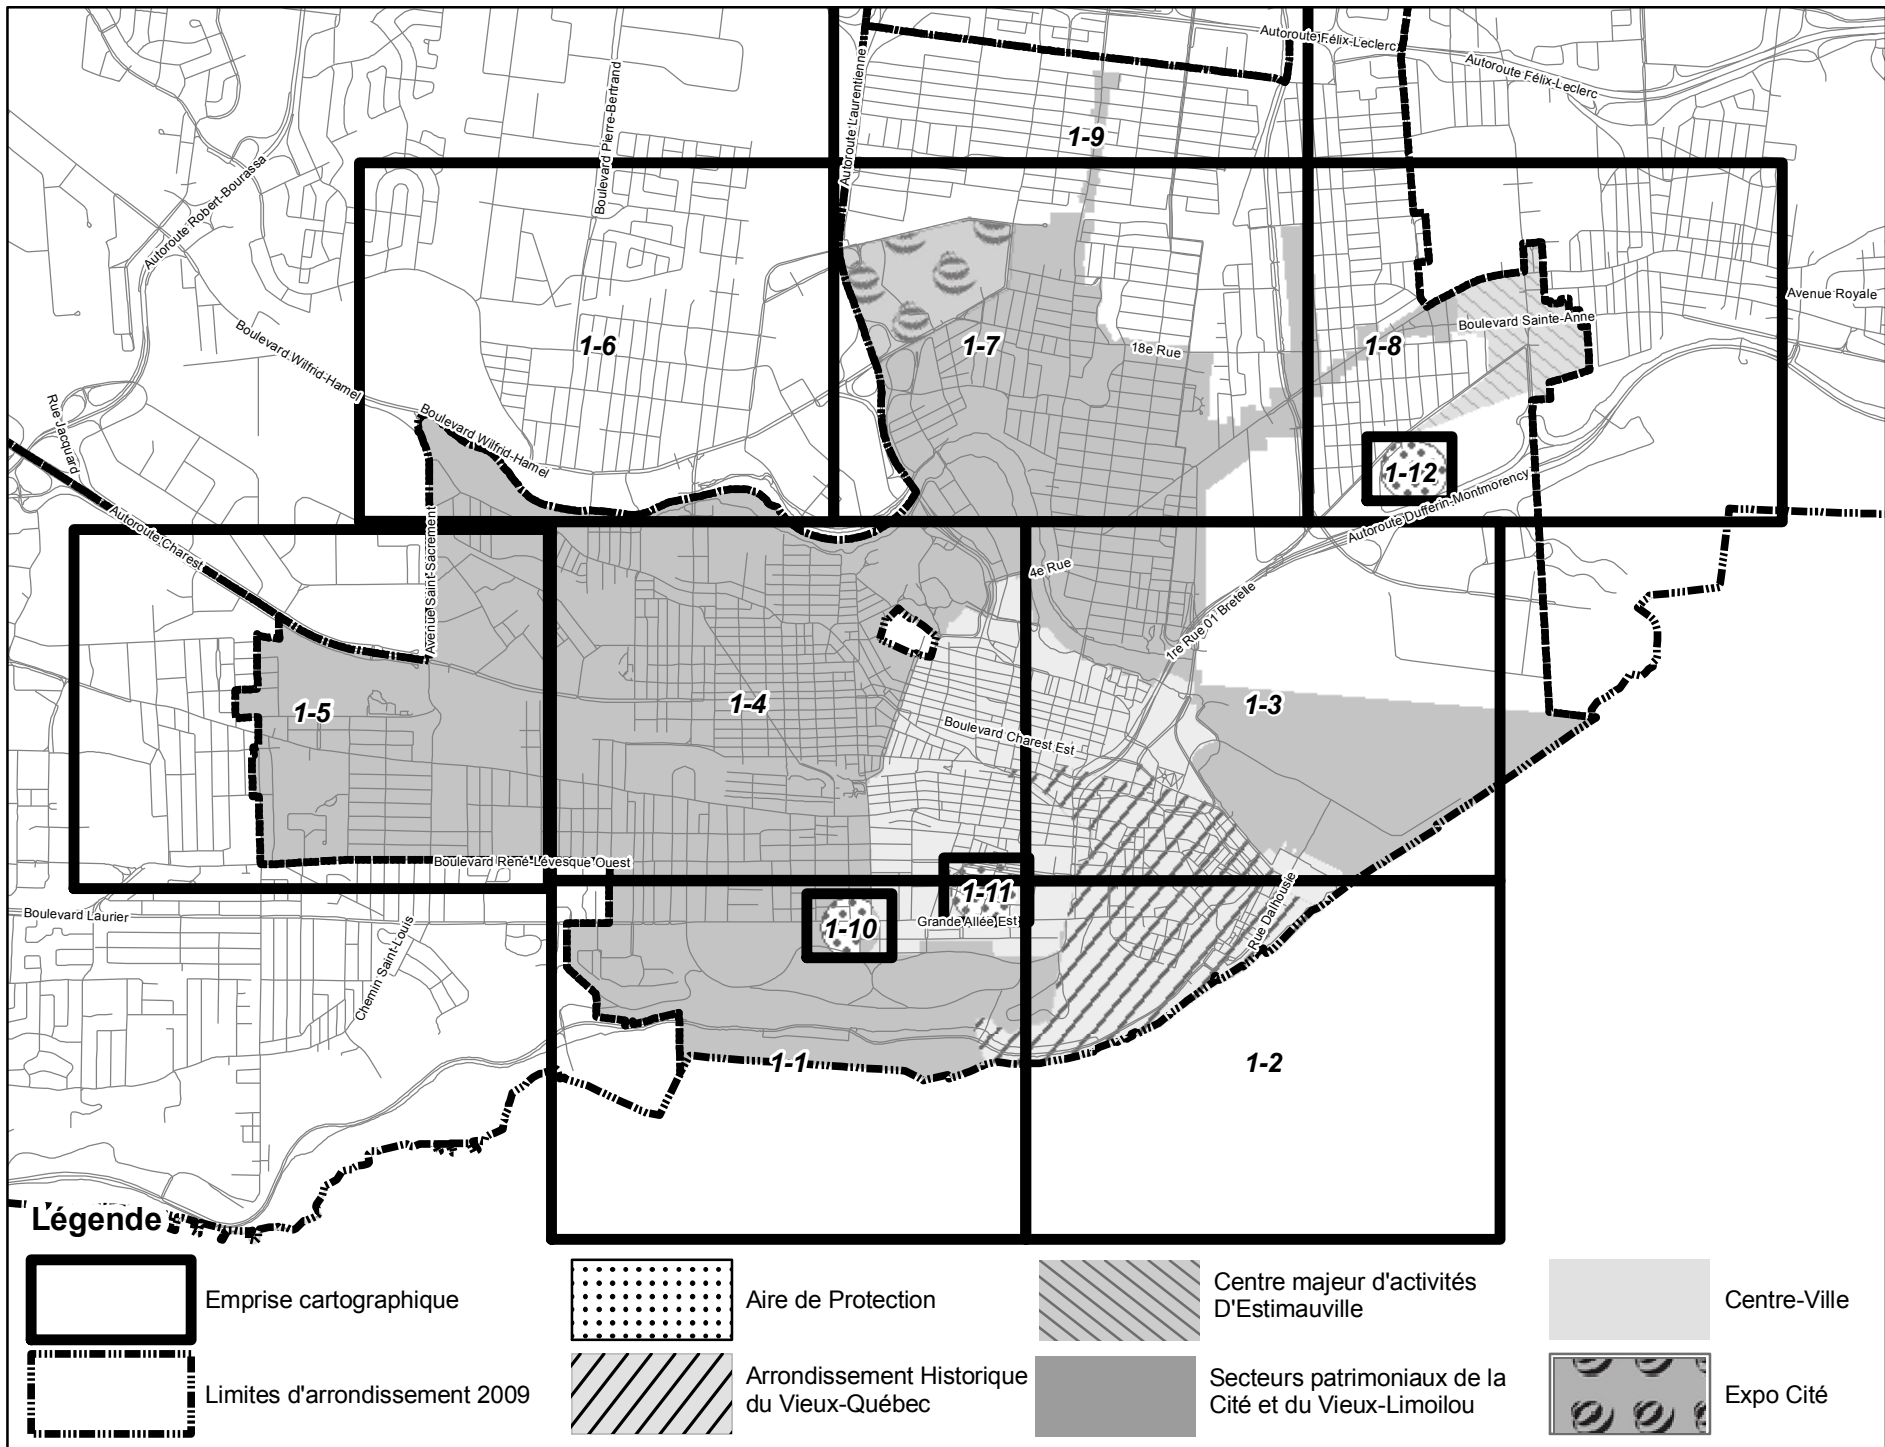 Autoroute Félix-Leclerc
Autoroute Félix-Leclerc
Autoroute Laurentienne
Boulevard Pierre-Bertrand
1-9
Autoroute Robert-Bourassa
Avenue Royale
Boulevard Sainte-Anne
Boulevard Wilfrid-Hamel
1-6
1-7
18e Rue
1-8
Rue Jacquard
Boulevard Wilfrid-Hamel
1-12
Autoroute Charest
Avenue Saint-Sacrement
Autoroute Dufferin-Montmorency
4e Rue
1re Rue 01 Bretelle
1-5
1-4
1-3
Boulevard Charest Est
Boulevard René-Lévesque Ouest
1-11
Boulevard Laurier
Chemin Saint-Louis
1-10
Grande Allée Est
Rue Dalhousie
1-1
1-2
Légende
Emprise cartographique
Aire de Protection
Centre majeur d'activités
D'Estimauville
Centre-Ville
Limites d'arrondissement 2009
Arrondissement Historique
du Vieux-Québec
Secteurs patrimoniaux de la
Cité et du Vieux-Limoilou
Expo Cité